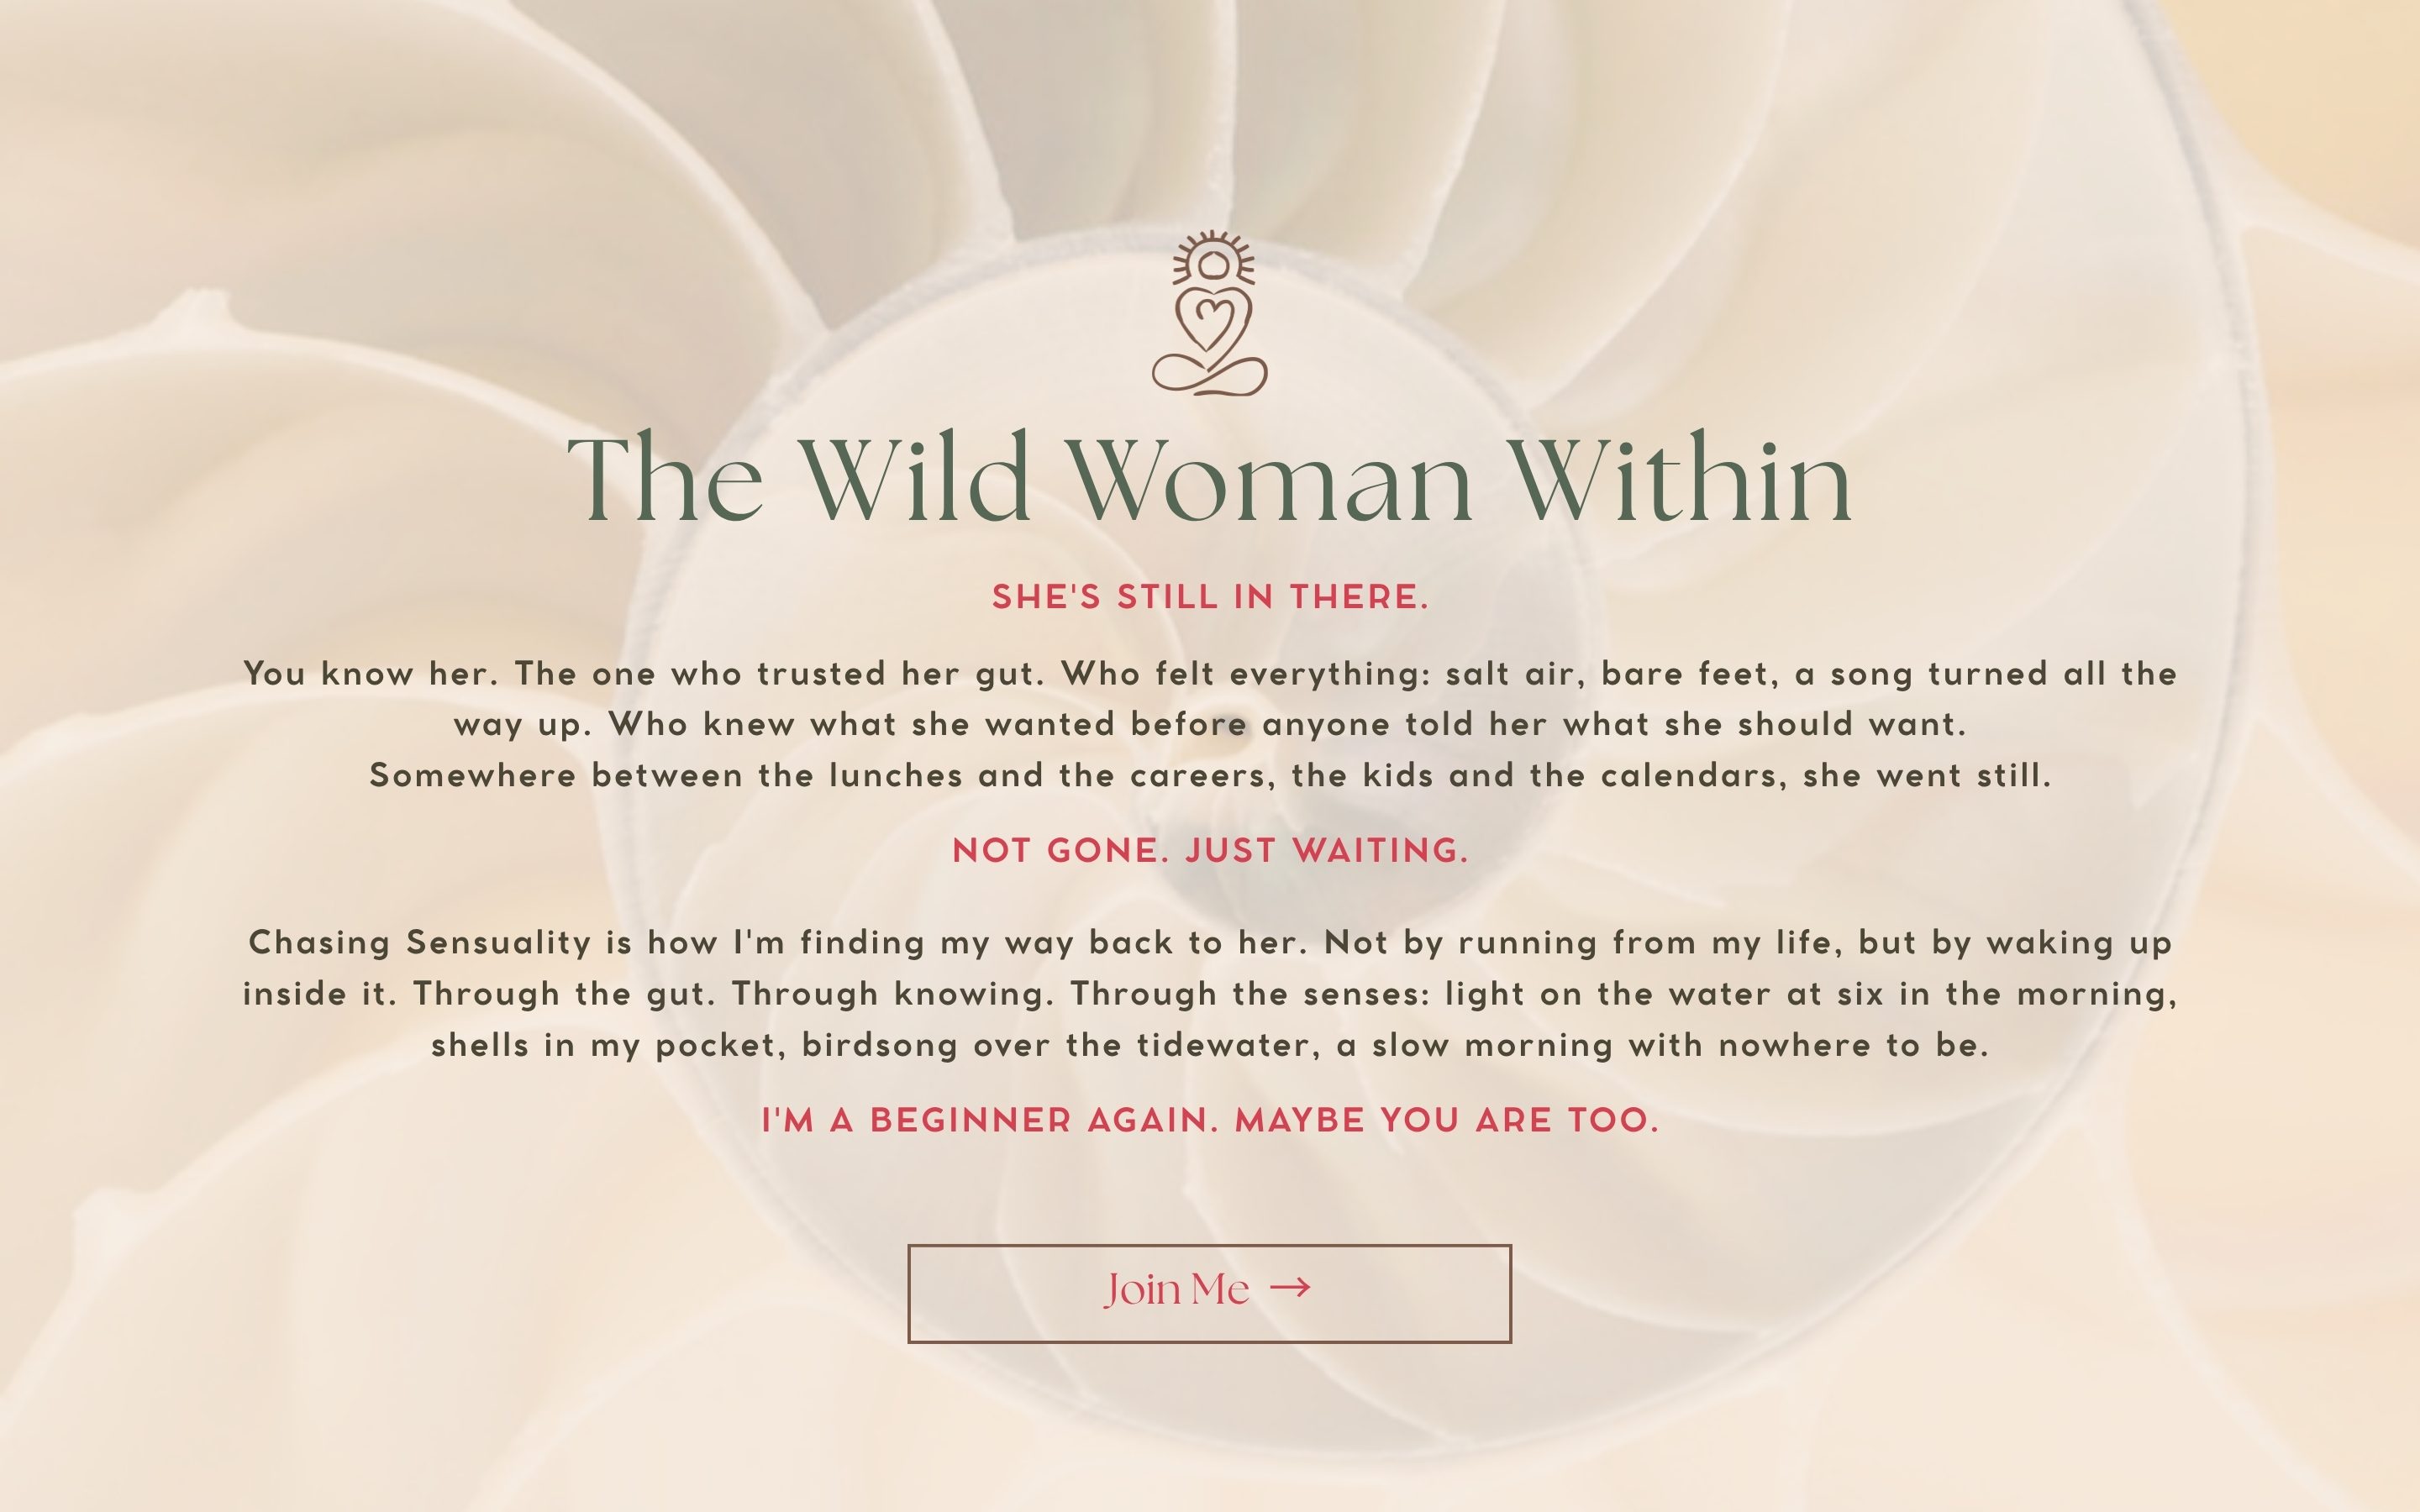 The Wild Woman Within
SHE'S STILL IN THERE.
You know her. The one who trusted her gut. Who felt everything: salt air, bare feet, a song turned all the
way up. Who knew what she wanted before anyone told her what she should want.
Somewhere between the lunches and the careers, the kids and the calendars, she went still.
NOT GONE. JUST WAITING.
Chasing Sensuality is how I'm finding my way back to her. Not by running from my life, but by waking up
inside it. Through the gut. Through knowing. Through the senses: light on the water at six in the morning,
shells in my pocket, birdsong over the tidewater, a slow morning with nowhere to be.
I'M A BEGINNER AGAIN. MAYBE YOU ARE TOO.
Join Me →